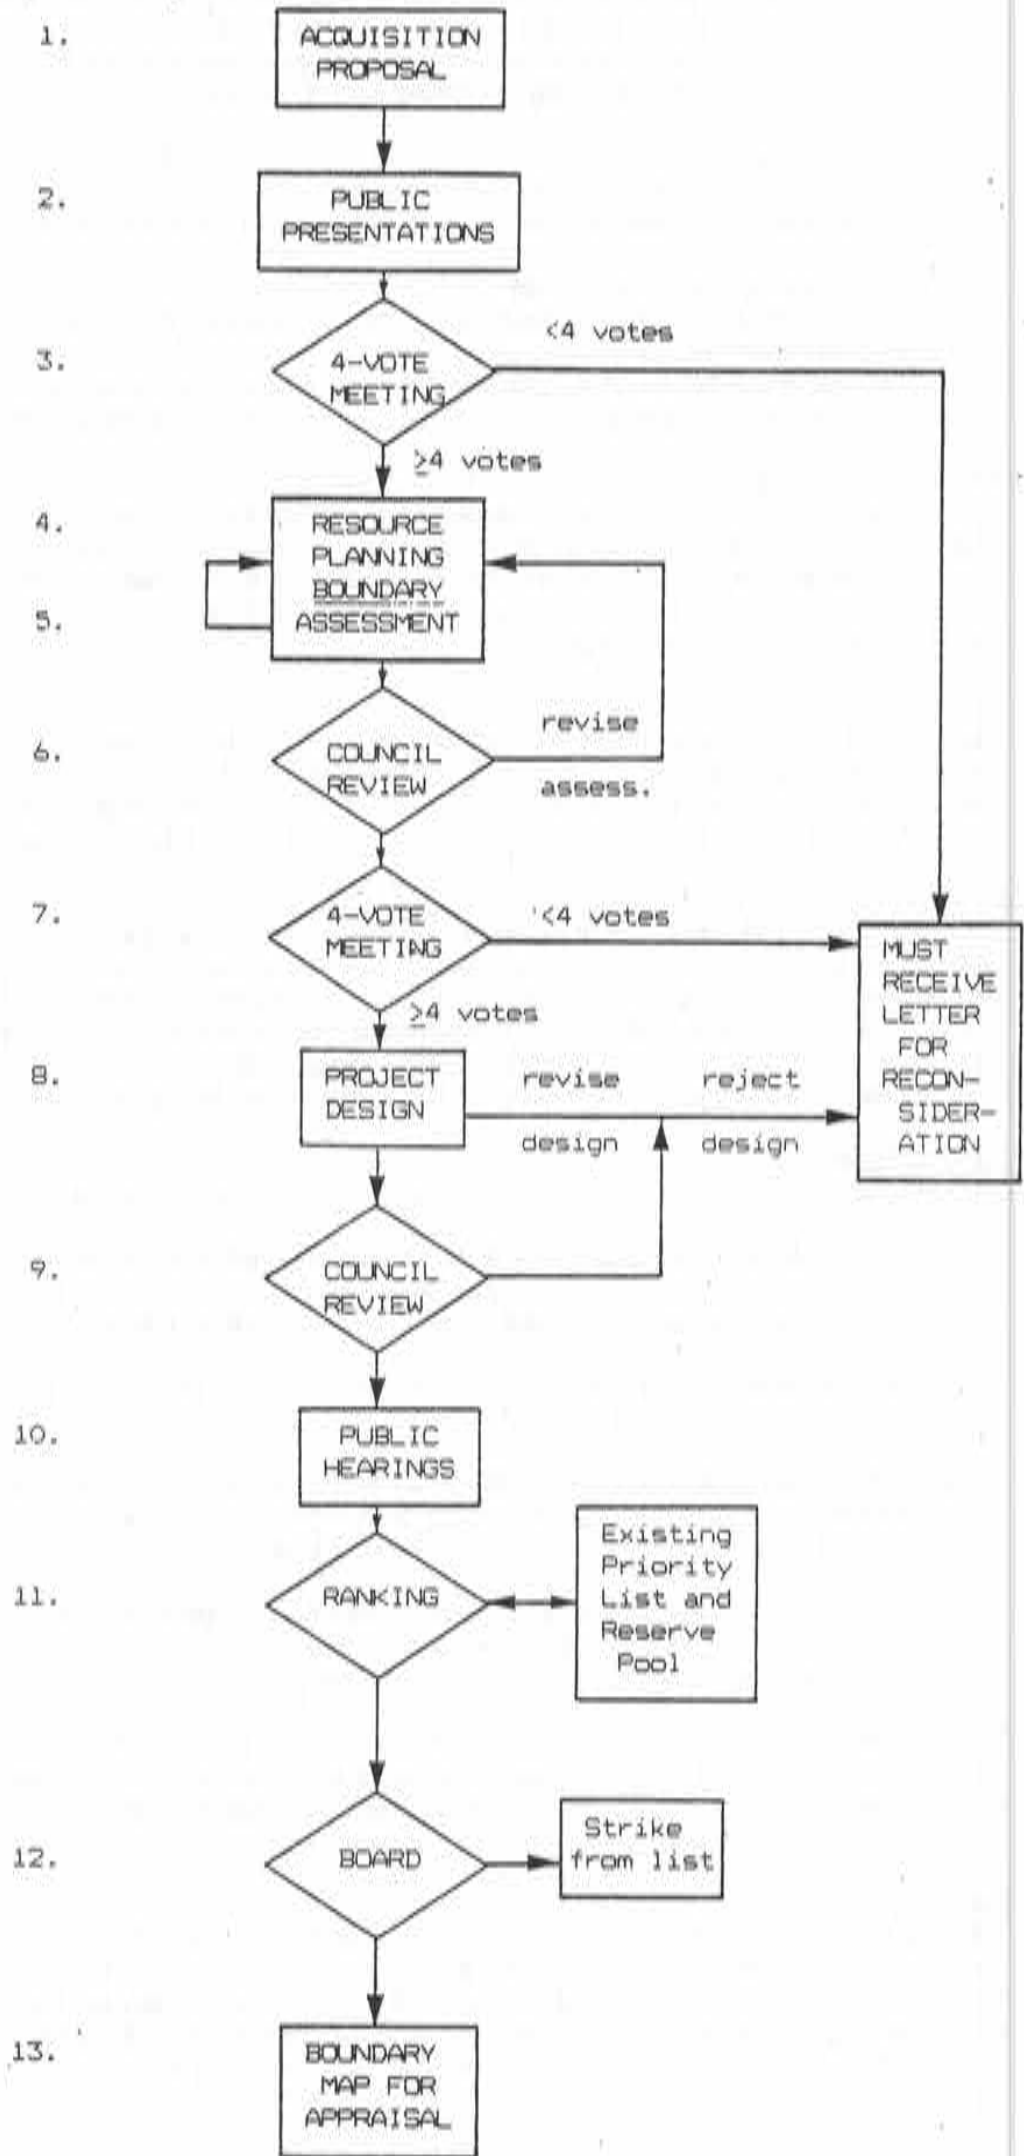 1.
ACQUISITION
PROPOSAL
2.
PUBLIC
PRESENTATIONS
3.
4-VOTE
MEETING
<4 votes
≥4 votes
4.
RESOURCE
PLANNING
BOUNDARY
5.
ASSESSMENT
6.
COUNCIL
REVIEW
revise
assess.
7.
4-VOTE
MEETING
<4 votes
≥4 votes
MUST
RECEIVE
LETTER
FOR
RECON-
SIDER-
ATION
8.
PROJECT
DESIGN
revise
design
reject
design
9.
COUNCIL
REVIEW
10.
PUBLIC
HEARINGS
11.
RANKING
Existing
Priority
List and
Reserve
Pool
12.
BOARD
Strike
from list
13.
BOUNDARY
MAP FOR
APPRAISAL